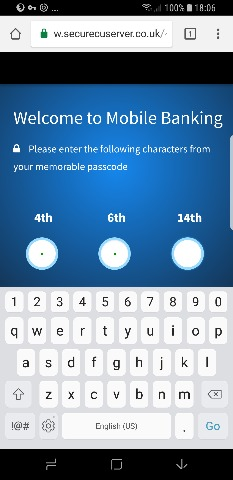 ... 100% 18:06
w.securecuserver.co.uk/ 1
Welcome to Mobile Banking
Please enter the following characters from
your memorable passcode
4th 6th 14th
1 2 3 4 5 6 7 8 9 0
q w e r t y u i o p
a s d f g h j k l
z x c v b n m
!@# English (US) . Go